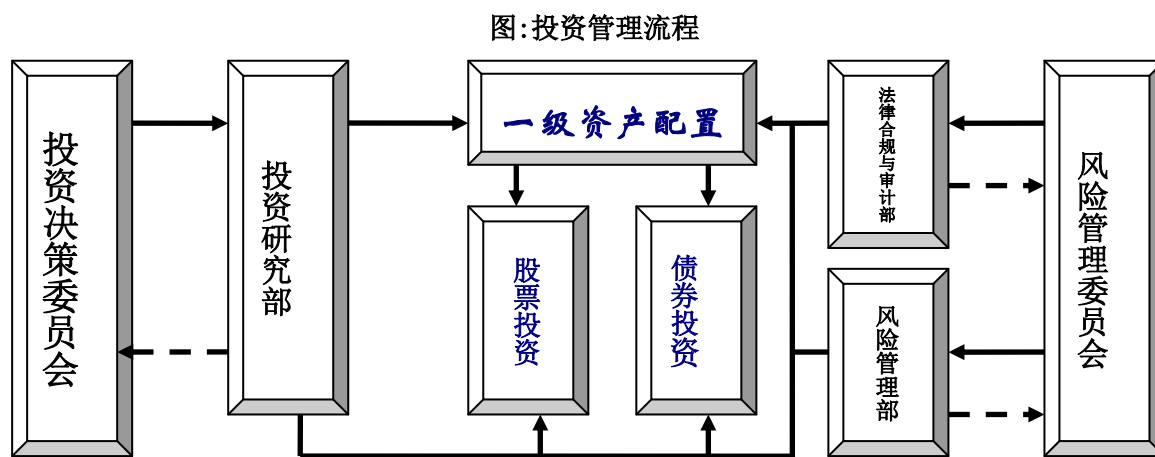 图:投资管理流程
投资决策委员会
投资研究部
一级资产配置
股票投资
债券投资
法律合规与审计部
风险管理部
风险管理委员会